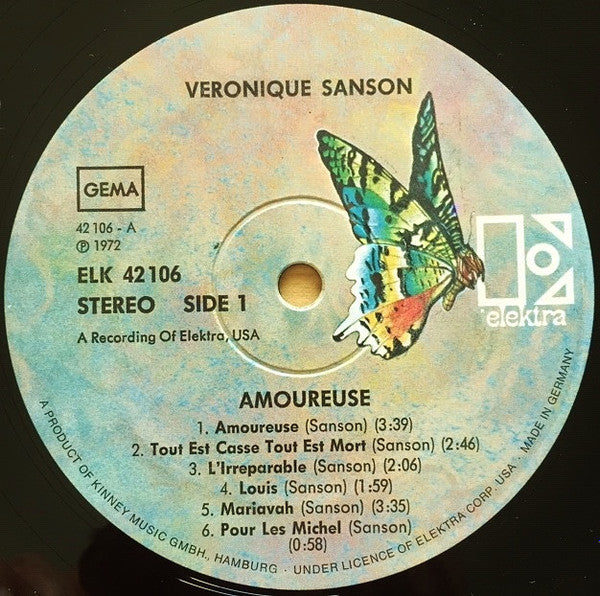 VERONIQUE SANSON
GEMA
42 106 - A
℗ 1972
ELK 42 106
STEREO SIDE 1
A Recording Of Elektra, USA
elektra
AMOUREUSE
1. Amoureuse (Sanson) (3:39)
2. Tout Est Casse Tout Est Mort (Sanson) (2:46)
3. L'Irreparable (Sanson) (2:06)
4. Louis (Sanson) (1:59)
5. Mariavah (Sanson) (3:35)
6. Pour Les Michel (Sanson)
(0:58)
A PRODUCT OF KINNEY MUSIC GMBH., HAMBURG · UNDER LICENCE OF ELEKTRA CORP. USA · MADE IN GERMANY